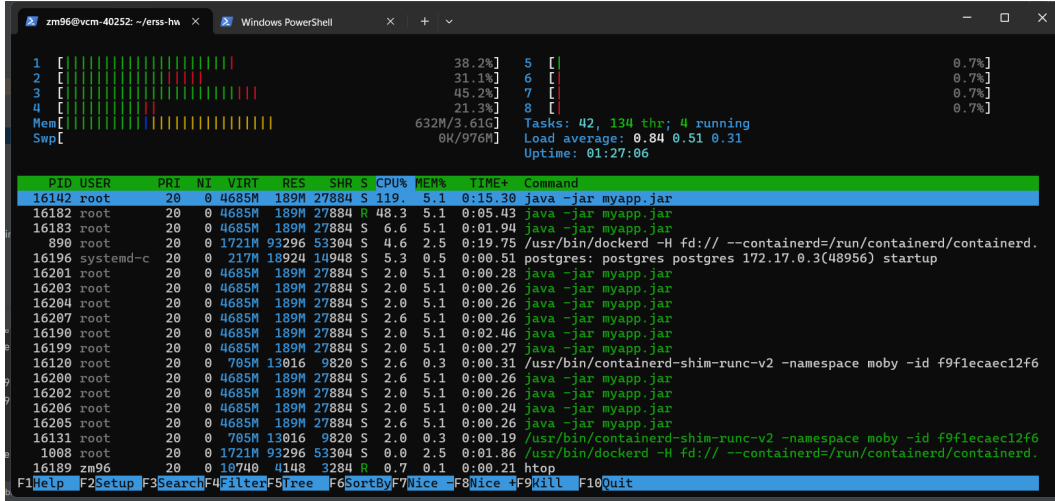 zm96@vcm-40252: ~/erss-hw × Windows PowerShell × + − □ ×
1 [ 38.2%] 5 [ 0.7%]
2 [ 31.1%] 6 [ 0.7%]
3 [ 45.2%] 7 [ 0.7%]
4 [ 21.3%] 8 [ 0.7%]
Mem[ 632M/3.61G] Tasks: 42, 134 thr; 4 running
Swp[ 0K/976M] Load average: 0.84 0.51 0.31
Uptime: 01:27:06
PID USER PRI NI VIRT RES SHR S CPU% MEM% TIME+ Command
16142 root 20 0 4685M 189M 27884 S 119. 5.1 0:15.30 java -jar myapp.jar
16182 root 20 0 4685M 189M 27884 R 48.3 5.1 0:05.43 java -jar myapp.jar
16183 root 20 0 4685M 189M 27884 S 6.6 5.1 0:01.94 java -jar myapp.jar
890 root 20 0 1721M 93296 53304 S 4.6 2.5 0:19.75 /usr/bin/dockerd -H fd:// --containerd=/run/containerd/containerd.
16196 systemd-c 20 0 217M 18924 14948 S 5.3 0.5 0:00.51 postgres: postgres postgres 172.17.0.3(48956) startup
16201 root 20 0 4685M 189M 27884 S 2.0 5.1 0:00.28 java -jar myapp.jar
16203 root 20 0 4685M 189M 27884 S 2.0 5.1 0:00.26 java -jar myapp.jar
16204 root 20 0 4685M 189M 27884 S 2.0 5.1 0:00.26 java -jar myapp.jar
16207 root 20 0 4685M 189M 27884 S 2.6 5.1 0:00.26 java -jar myapp.jar
16190 root 20 0 4685M 189M 27884 S 2.0 5.1 0:02.46 java -jar myapp.jar
16199 root 20 0 4685M 189M 27884 S 2.0 5.1 0:00.27 java -jar myapp.jar
16120 root 20 0 705M 13016 9820 S 2.6 0.3 0:00.31 /usr/bin/containerd-shim-runc-v2 -namespace moby -id f9f1ecaec12f6
16200 root 20 0 4685M 189M 27884 S 2.6 5.1 0:00.26 java -jar myapp.jar
16202 root 20 0 4685M 189M 27884 S 2.0 5.1 0:00.26 java -jar myapp.jar
16206 root 20 0 4685M 189M 27884 S 2.0 5.1 0:00.24 java -jar myapp.jar
16205 root 20 0 4685M 189M 27884 S 2.6 5.1 0:00.26 java -jar myapp.jar
16131 root 20 0 705M 13016 9820 S 2.0 0.3 0:00.19 /usr/bin/containerd-shim-runc-v2 -namespace moby -id f9f1ecaec12f6
1008 root 20 0 1721M 93296 53304 S 0.0 2.5 0:01.86 /usr/bin/dockerd -H fd:// --containerd=/run/containerd/containerd.
16189 zm96 20 0 10740 4148 3284 R 0.7 0.1 0:00.21 htop
F1Help F2Setup F3SearchF4FilterF5Tree F6SortByF7Nice -F8Nice +F9Kill F10Quit